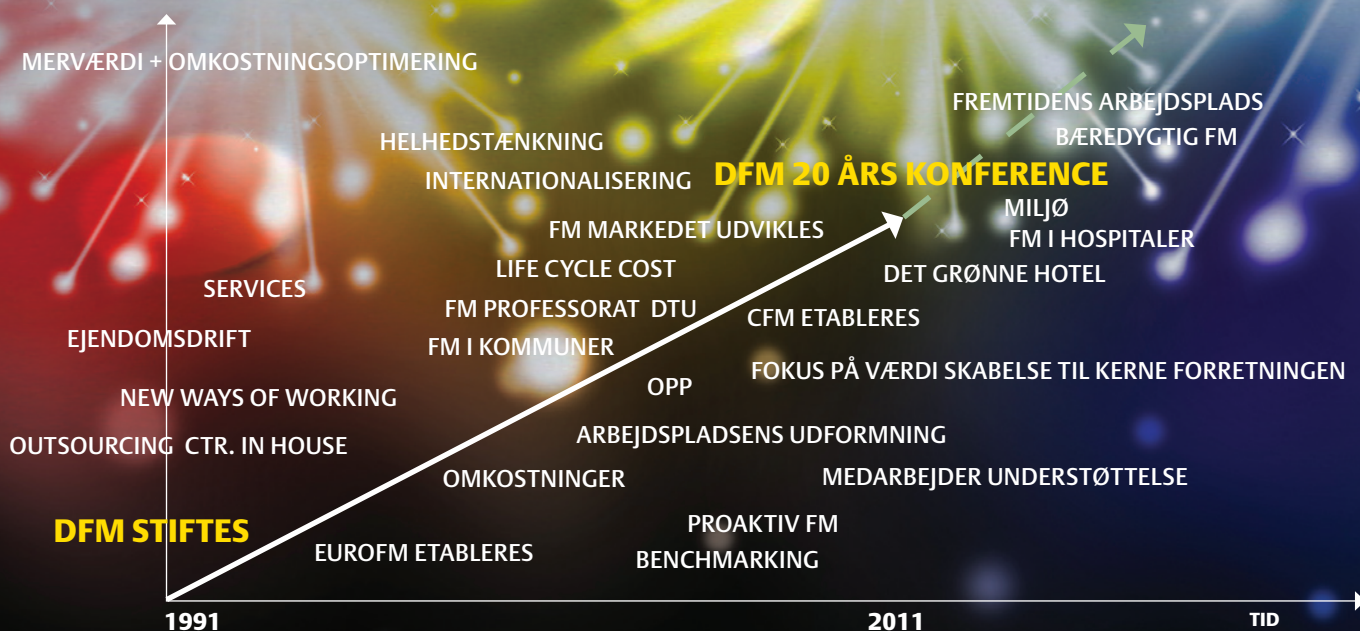 MERVÆRDI + OMKOSTNINGSOPTIMERING
FREMTIDENS ARBEJDSPLADS
BÆREDYGTIG FM
HELHEDSTÆNKNING
INTERNATIONALISERING
DFM 20 ÅRS KONFERENCE
MILJØ
FM MARKEDET UDVIKLES
FM I HOSPITALER
LIFE CYCLE COST
DET GRØNNE HOTEL
SERVICES
FM PROFESSORAT DTU
CFM ETABLERES
EJENDOMSDRIFT
FM I KOMMUNER
FOKUS PÅ VÆRDI SKABELSE TIL KERNE FORRETNINGEN
OPP
NEW WAYS OF WORKING
ARBEJDSPLADSENS UDFORMNING
OUTSOURCING CTR. IN HOUSE
OMKOSTNINGER
MEDARBEJDER UNDERSTØTTELSE
DFM STIFTES
PROAKTIV FM
EUROFM ETABLERES
BENCHMARKING
1991
2011
TID